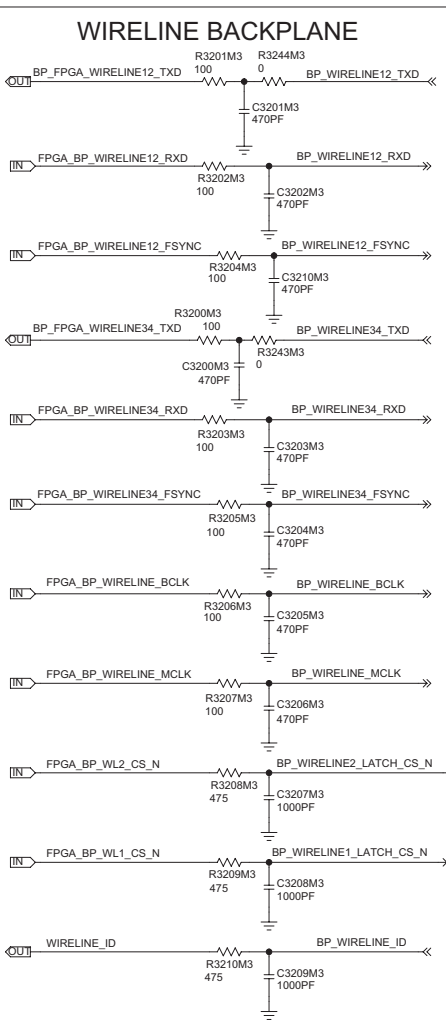 WIRELINE BACKPLANE
R3201M3 R3244M3
100 0
OUT BP_FPGA_WIRELINE12_TXD BP_WIRELINE12_TXD
C3201M3
470PF
IN FPGA_BP_WIRELINE12_RXD BP_WIRELINE12_RXD
R3202M3
100
C3202M3
470PF
IN FPGA_BP_WIRELINE12_FSYNC BP_WIRELINE12_FSYNC
R3204M3
100
C3210M3
470PF
R3200M3
100
OUT BP_FPGA_WIRELINE34_TXD BP_WIRELINE34_TXD
R3243M3
0
C3200M3
470PF
IN FPGA_BP_WIRELINE34_RXD BP_WIRELINE34_RXD
R3203M3
100
C3203M3
470PF
IN FPGA_BP_WIRELINE34_FSYNC BP_WIRELINE34_FSYNC
R3205M3
100
C3204M3
470PF
IN FPGA_BP_WIRELINE_BCLK BP_WIRELINE_BCLK
R3206M3
100
C3205M3
470PF
IN FPGA_BP_WIRELINE_MCLK BP_WIRELINE_MCLK
R3207M3
100
C3206M3
470PF
IN FPGA_BP_WL2_CS_N BP_WIRELINE2_LATCH_CS_N
R3208M3
475
C3207M3
1000PF
IN FPGA_BP_WL1_CS_N BP_WIRELINE1_LATCH_CS_N
R3209M3
475
C3208M3
1000PF
OUT WIRELINE_ID BP_WIRELINE_ID
R3210M3
475
C3209M3
1000PF